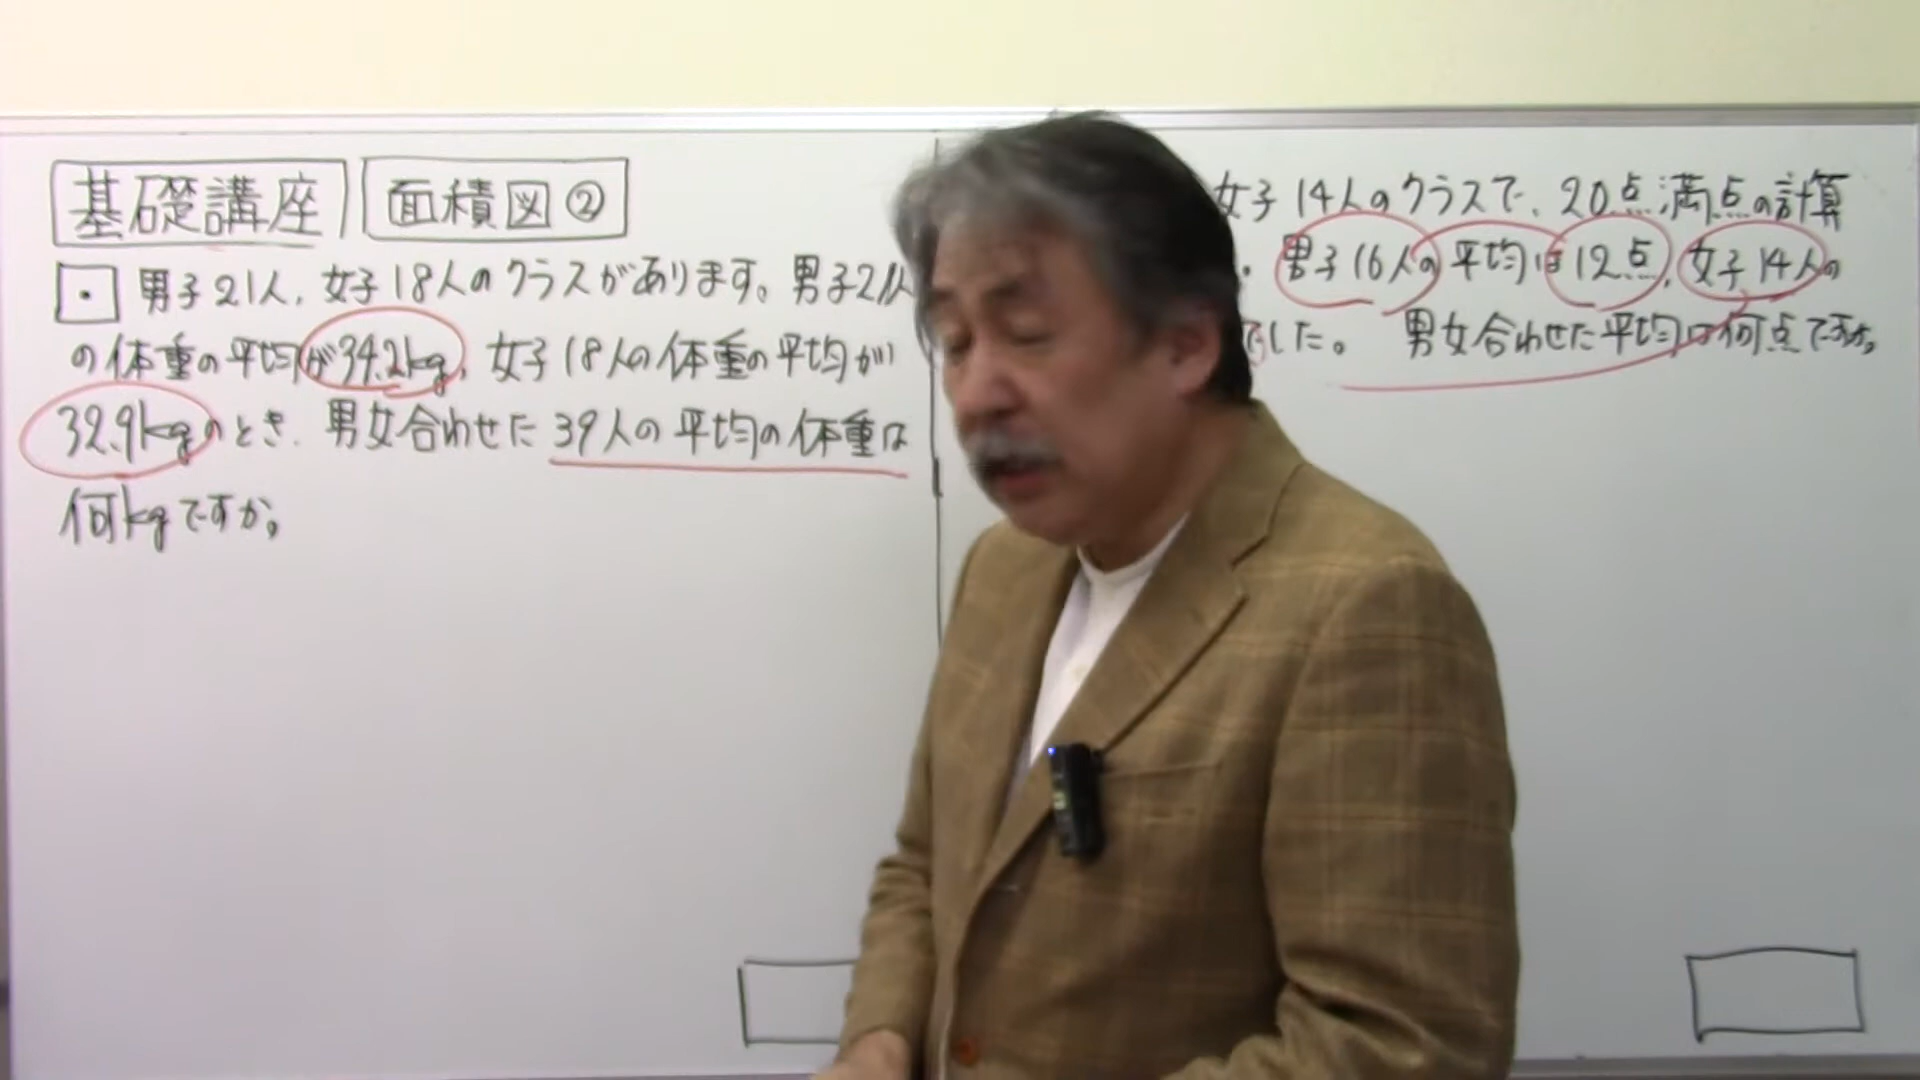 基礎講座 面積図②
・ 男子21人、女子18人のクラスがあります。男子21人
の体重の平均が34.2kg、女子18人の体重の平均が
32.9kgのとき、男女合わせた39人の平均の体重は
何kgですか。
女子14人のクラスで、20点満点の計算
男子16人の平均は12点、女子14人の
でした。 男女合わせた平均は何点ですか。